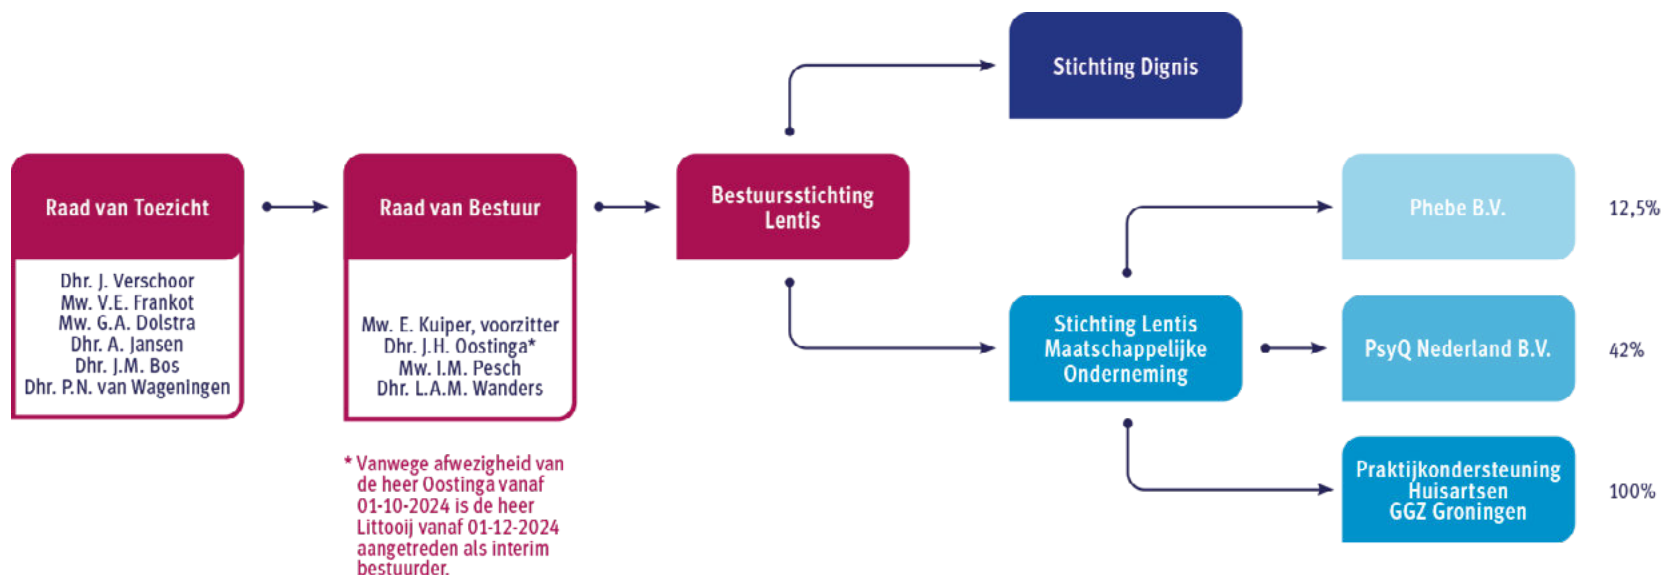 Raad van Toezicht
Dhr. J. Verschoor
Mw. V.E. Frankot
Mw. G.A. Dolstra
Dhr. A. Jansen
Dhr. J.M. Bos
Dhr. P.N. van Wageningen
Raad van Bestuur
Mw. E. Kuiper, voorzitter
Dhr. J.H. Oostinga*
Mw. I.M. Pesch
Dhr. L.A.M. Wanders
* Vanwege afwezigheid van
de heer Oostinga vanaf
01-10-2024 is de heer
Littooij vanaf 01-12-2024
aangetreden als interim
bestuurder.
Bestuursstichting
Lentis
Stichting Dignis
Stichting Lentis
Maatschappelijke
Onderneming
Phebe B.V.
12,5%
PsyQ Nederland B.V.
42%
Praktijkondersteuning
Huisartsen
GGZ Groningen
100%